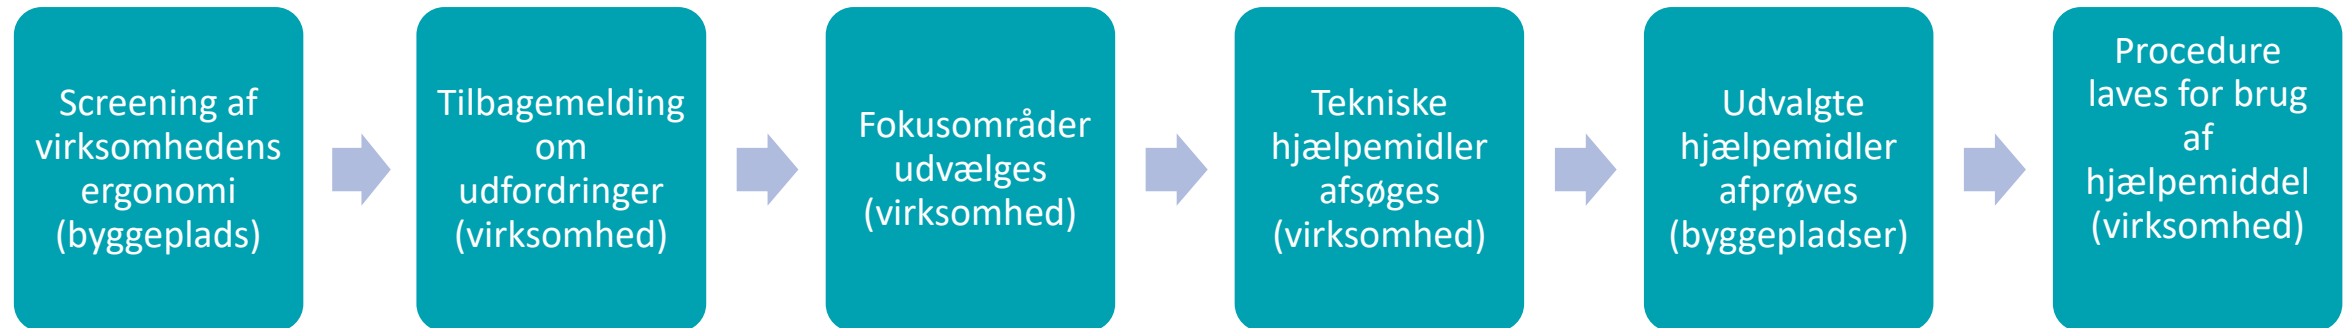 Screening af
virksomhedens
ergonomi
(byggeplads)
Tilbagemelding
om
udfordringer
(virksomhed)
Fokusområder
udvælges
(virksomhed)
Tekniske
hjælpemidler
afsøges
(virksomhed)
Udvalgte
hjælpemidler
afprøves
(byggepladser)
Procedure
laves for brug
af
hjælpemiddel
(virksomhed)